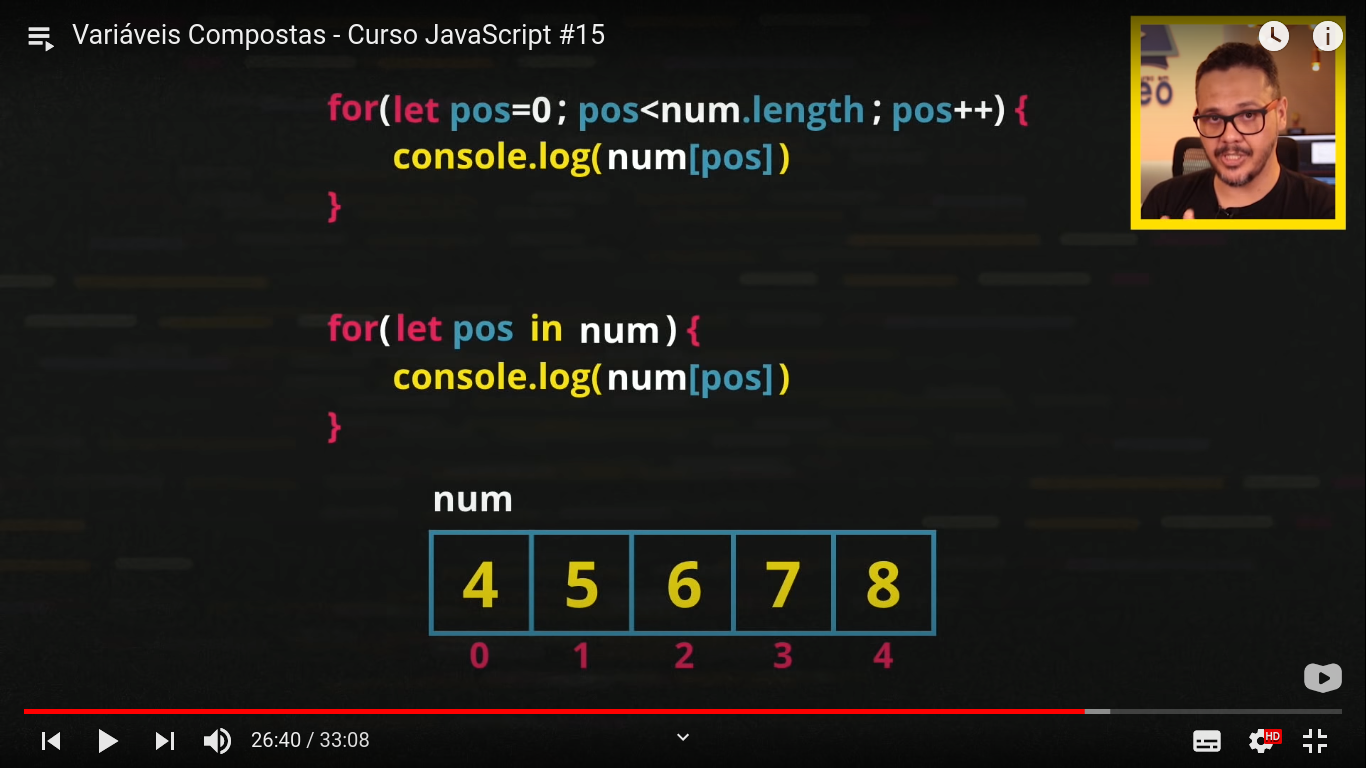 Variáveis Compostas - Curso JavaScript #15
for(let pos=0; pos<num.length; pos++) {
console.log(num[pos])
}
for(let pos in num) {
console.log(num[pos])
}
num
4 5 6 7 8
0 1 2 3 4
26:40 / 33:08
HD